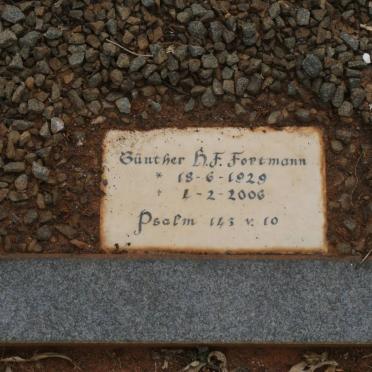 Günther H.F. Fortmann
* 18-6-1929
† 1-2-2006
Psalm 143 v. 10